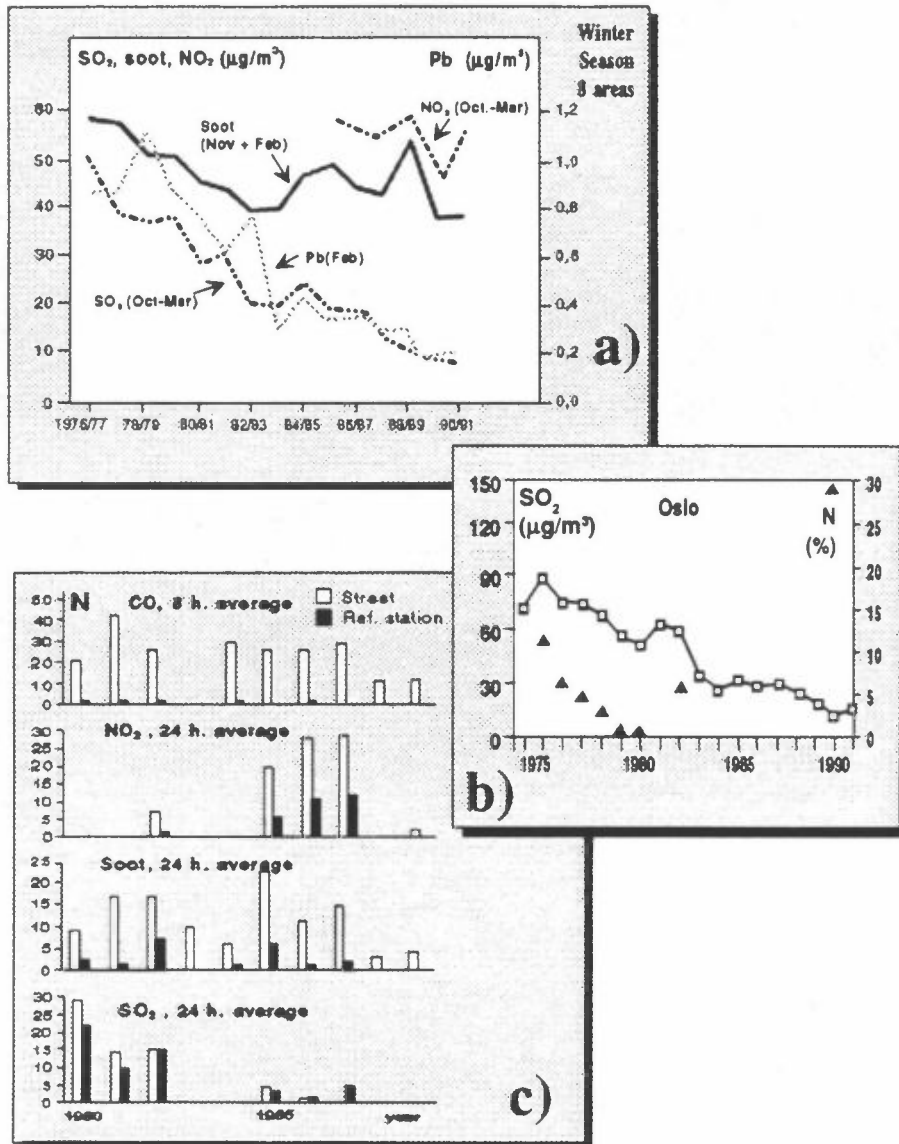 SO₂, soot, NO₂ (µg/m³) Pb (µg/m³)
Winter
Season
8 areas
60
50
40
30
20
10
0
1,2
1,0
0,8
0,6
0,4
0,2
0,0
Soot
(Nov + Feb)
NO₂ (Oct.-Mar)
Pb(Feb)
SO₂ (Oct-Mar)
1976/77 78/79 80/81 82/83 84/85 86/87 88/89 90/91
a)
150
120
90
60
30
0
SO₂
(µg/m³)
Oslo
N
(%)
30
25
20
15
10
5
0
1975 1980 1985 1990
b)
N CO, 8 h. average
Street
Ref. station
50
40
30
20
10
0
NO₂, 24 h. average
30
25
20
15
10
5
0
Soot, 24 h. average
25
20
15
10
5
0
SO₂, 24 h. average
30
25
20
15
10
5
0
1980 1985 year
c)